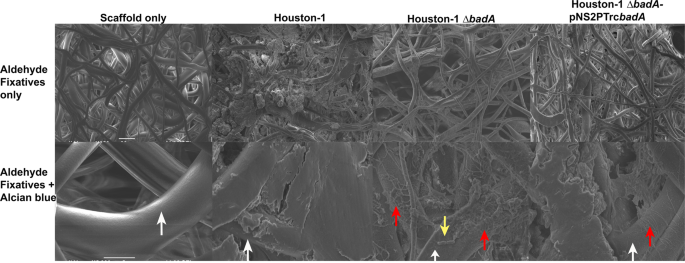 Scaffold only
Houston-1
Houston-1 ΔbadA
Houston-1 ΔbadA-
pNS2PTrcbadA
Aldehyde
Fixatives
only
Aldehyde
Fixatives +
Alcian blue